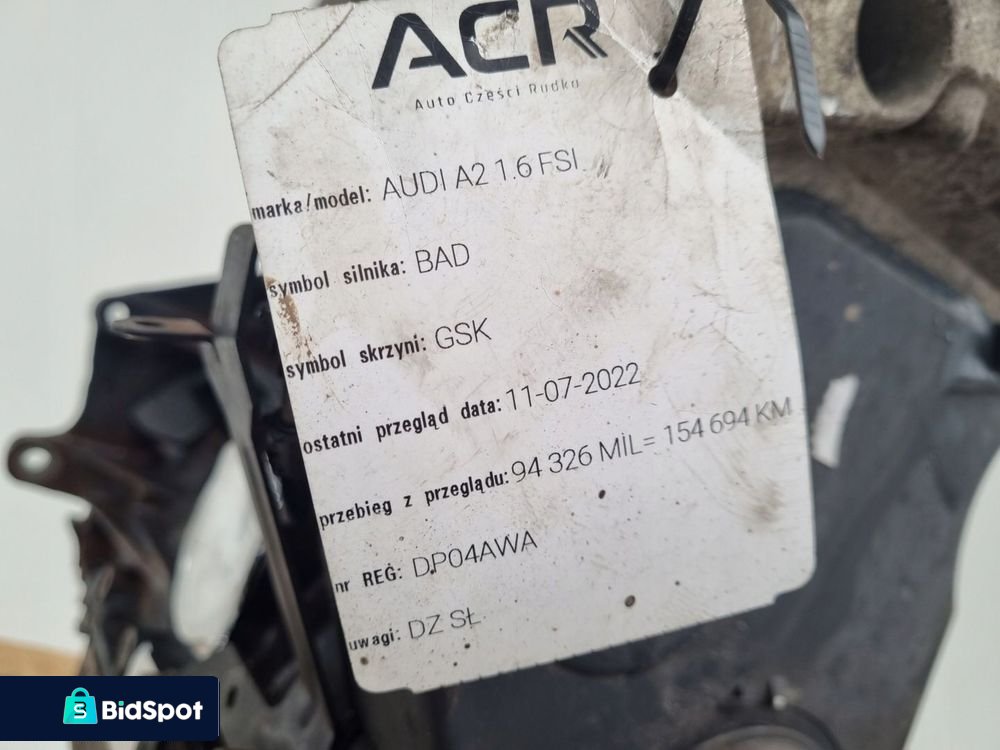 ACR
Auto Części Rudka
marka/model: AUDI A2 1.6 FSI
symbol silnika: BAD
symbol skrzyni: GSK
ostatni przegląd data: 11-07-2022
przebieg z przeglądu: 94 326 MIL= 154 694 KM
nr REG: DP04AWA
uwagi: DZ SŁ
BidSpot